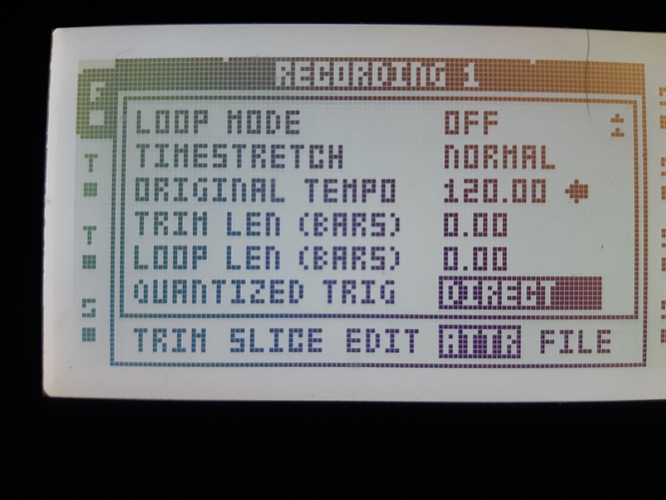 RECORDING 1
LOOP MODE OFF
TIMESTRETCH NORMAL
ORIGINAL TEMPO 120.00
TRIM LEN (BARS) 0.00
LOOP LEN (BARS) 0.00
QUANTIZED TRIG DIRECT
TRIM SLICE EDIT ATTR FILE
F
T
T
S